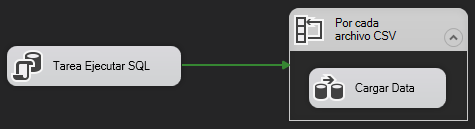 Tarea Ejecutar SQL
Por cada
archivo CSV
Cargar Data